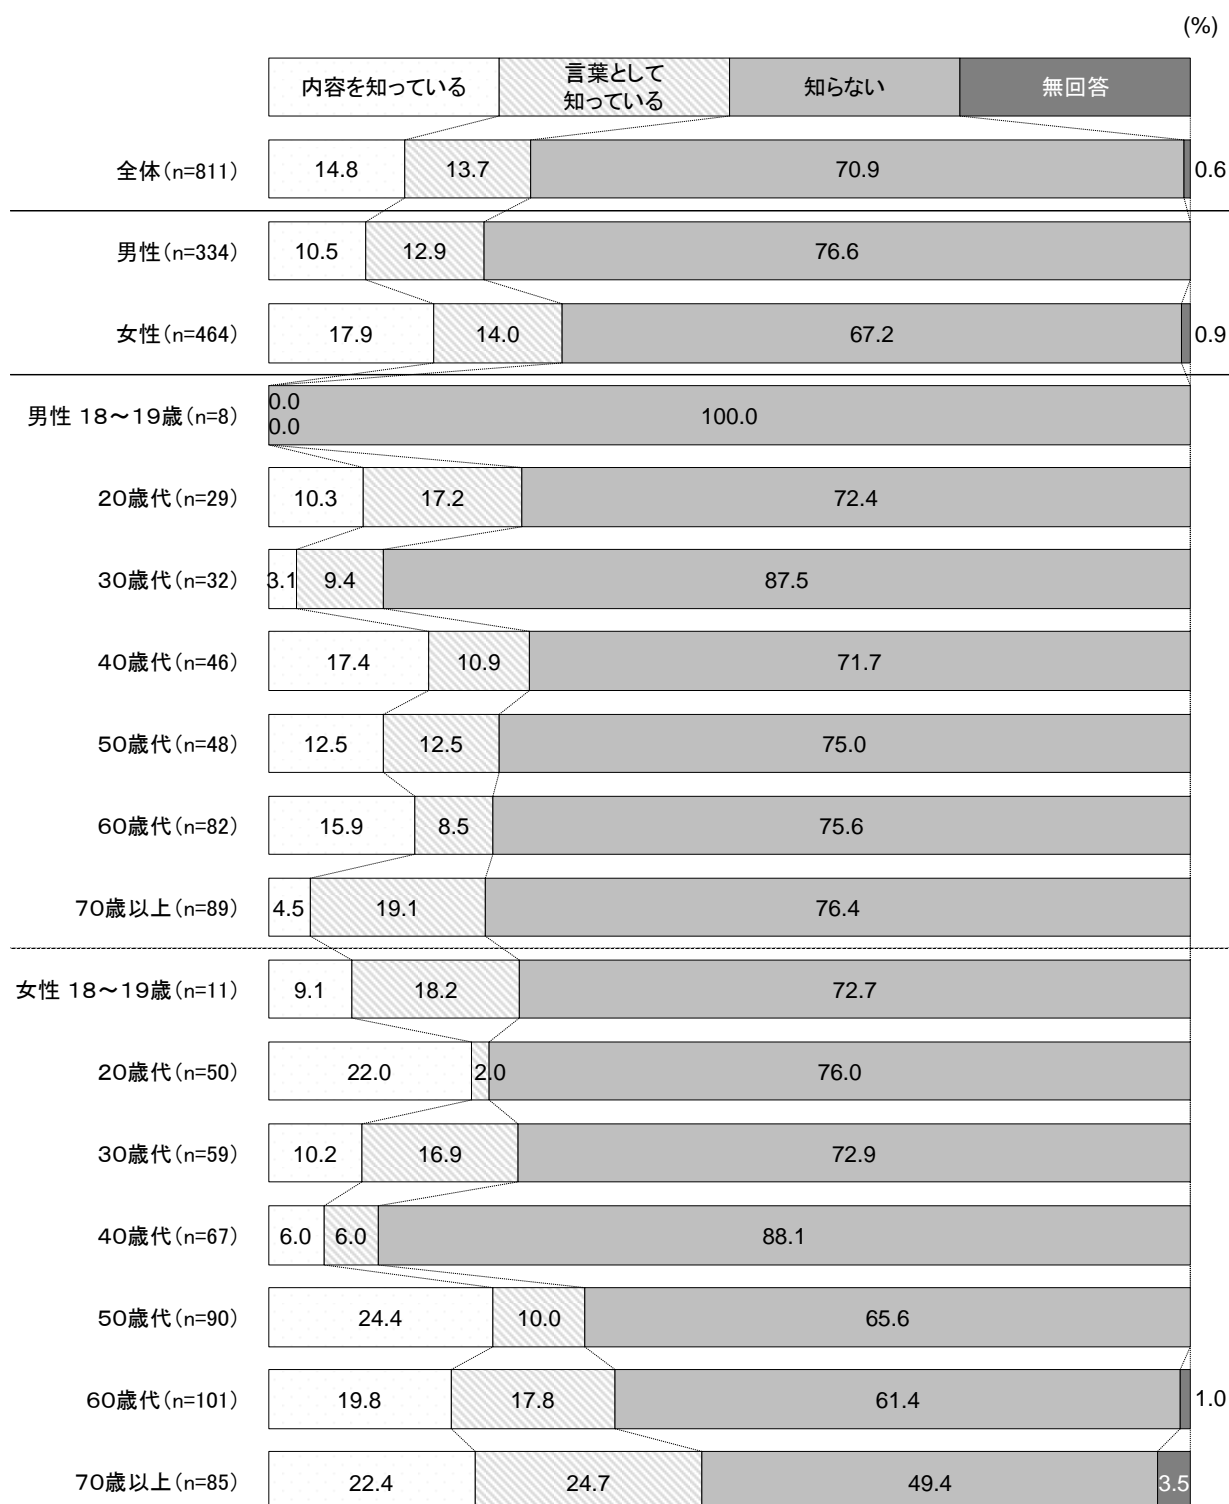 (%)
内容を知っている 言葉として 知らない 無回答
知っている
全体(n=811) 14.8 13.7 70.9 0.6
男性(n=334) 10.5 12.9 76.6
女性(n=464) 17.9 14.0 67.2 0.9
男性 18～19歳(n=8) 0.0 0.0 100.0
20歳代(n=29) 10.3 17.2 72.4
30歳代(n=32) 3.1 9.4 87.5
40歳代(n=46) 17.4 10.9 71.7
50歳代(n=48) 12.5 12.5 75.0
60歳代(n=82) 15.9 8.5 75.6
70歳以上(n=89) 4.5 19.1 76.4
女性 18～19歳(n=11) 9.1 18.2 72.7
20歳代(n=50) 22.0 2.0 76.0
30歳代(n=59) 10.2 16.9 72.9
40歳代(n=67) 6.0 6.0 88.1
50歳代(n=90) 24.4 10.0 65.6
60歳代(n=101) 19.8 17.8 61.4 1.0
70歳以上(n=85) 22.4 24.7 49.4 3.5